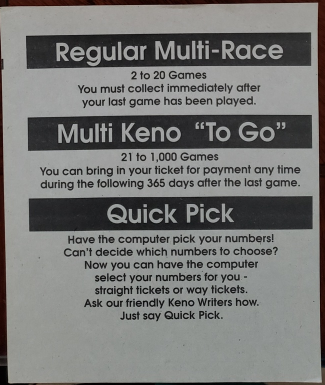 Regular Multi-Race
2 to 20 Games
You must collect immediately after
your last game has been played.
Multi Keno "To Go"
21 to 1,000 Games
You can bring in your ticket for payment any time
during the following 365 days after the last game.
Quick Pick
Have the computer pick your numbers!
Can't decide which numbers to choose?
Now you can have the computer
select your numbers for you -
straight tickets or way tickets.
Ask our friendly Keno Writers how.
Just say Quick Pick.